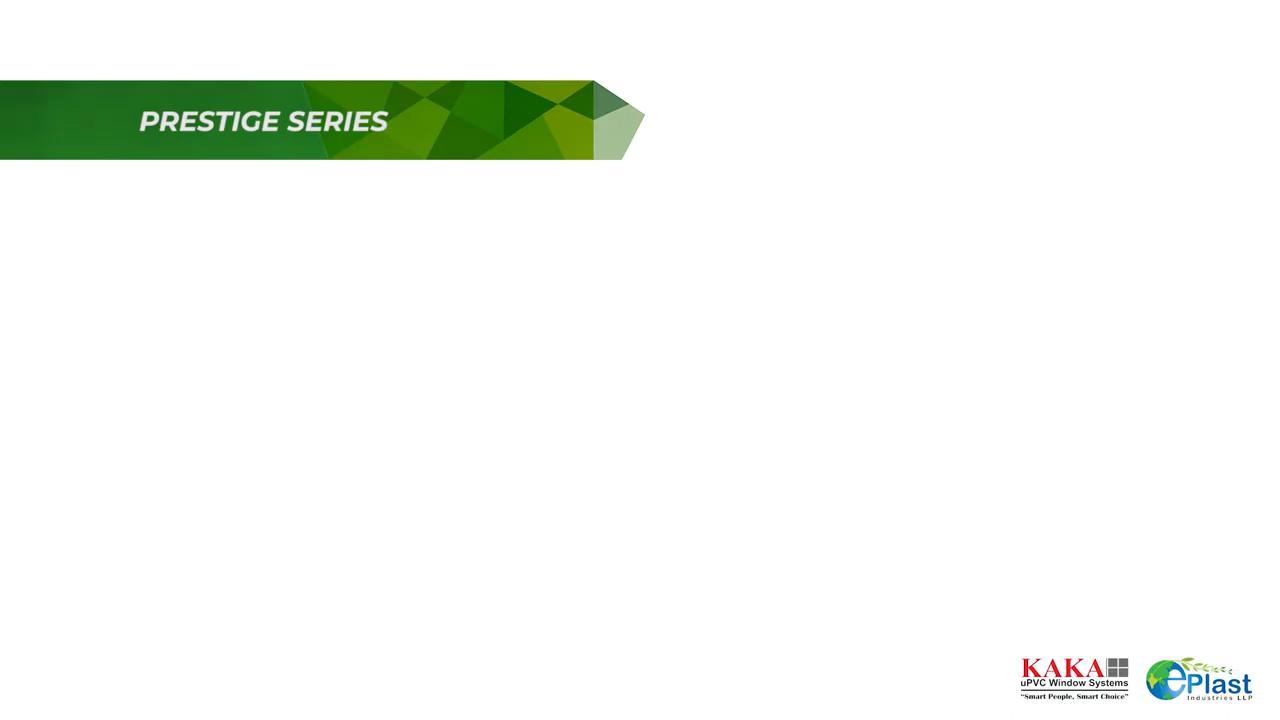 PRESTIGE SERIES
KAKA
uPVC Window Systems
"Smart People, Smart Choice"
ePlast
Industries LLP